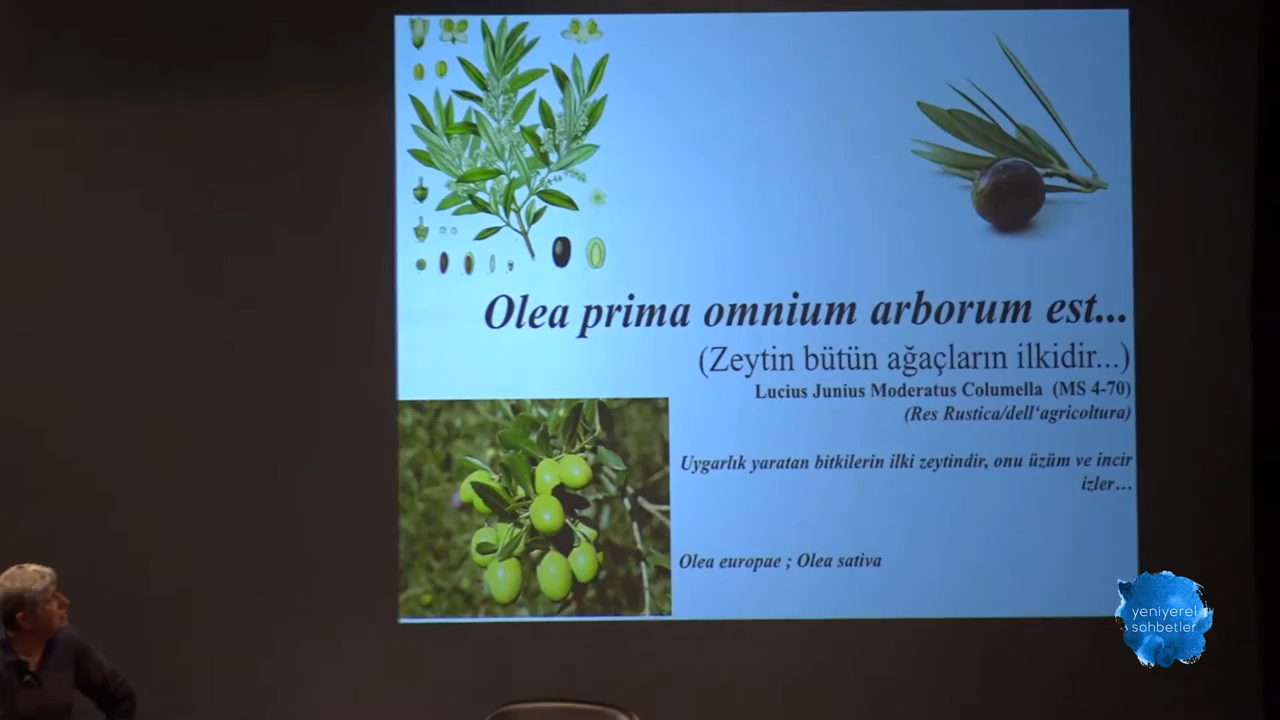 Olea prima omnium arborum est...
(Zeytin bütün ağaçların ilkidir...)
Lucius Junius Moderatus Columella (MS 4-70)
(Res Rustica/dell‘agricoltura)
Uygarlık yaratan bitkilerin ilki zeytindir, onu üzüm ve incir
izler…
Olea europae ; Olea sativa
yeniyerel
sohbetler